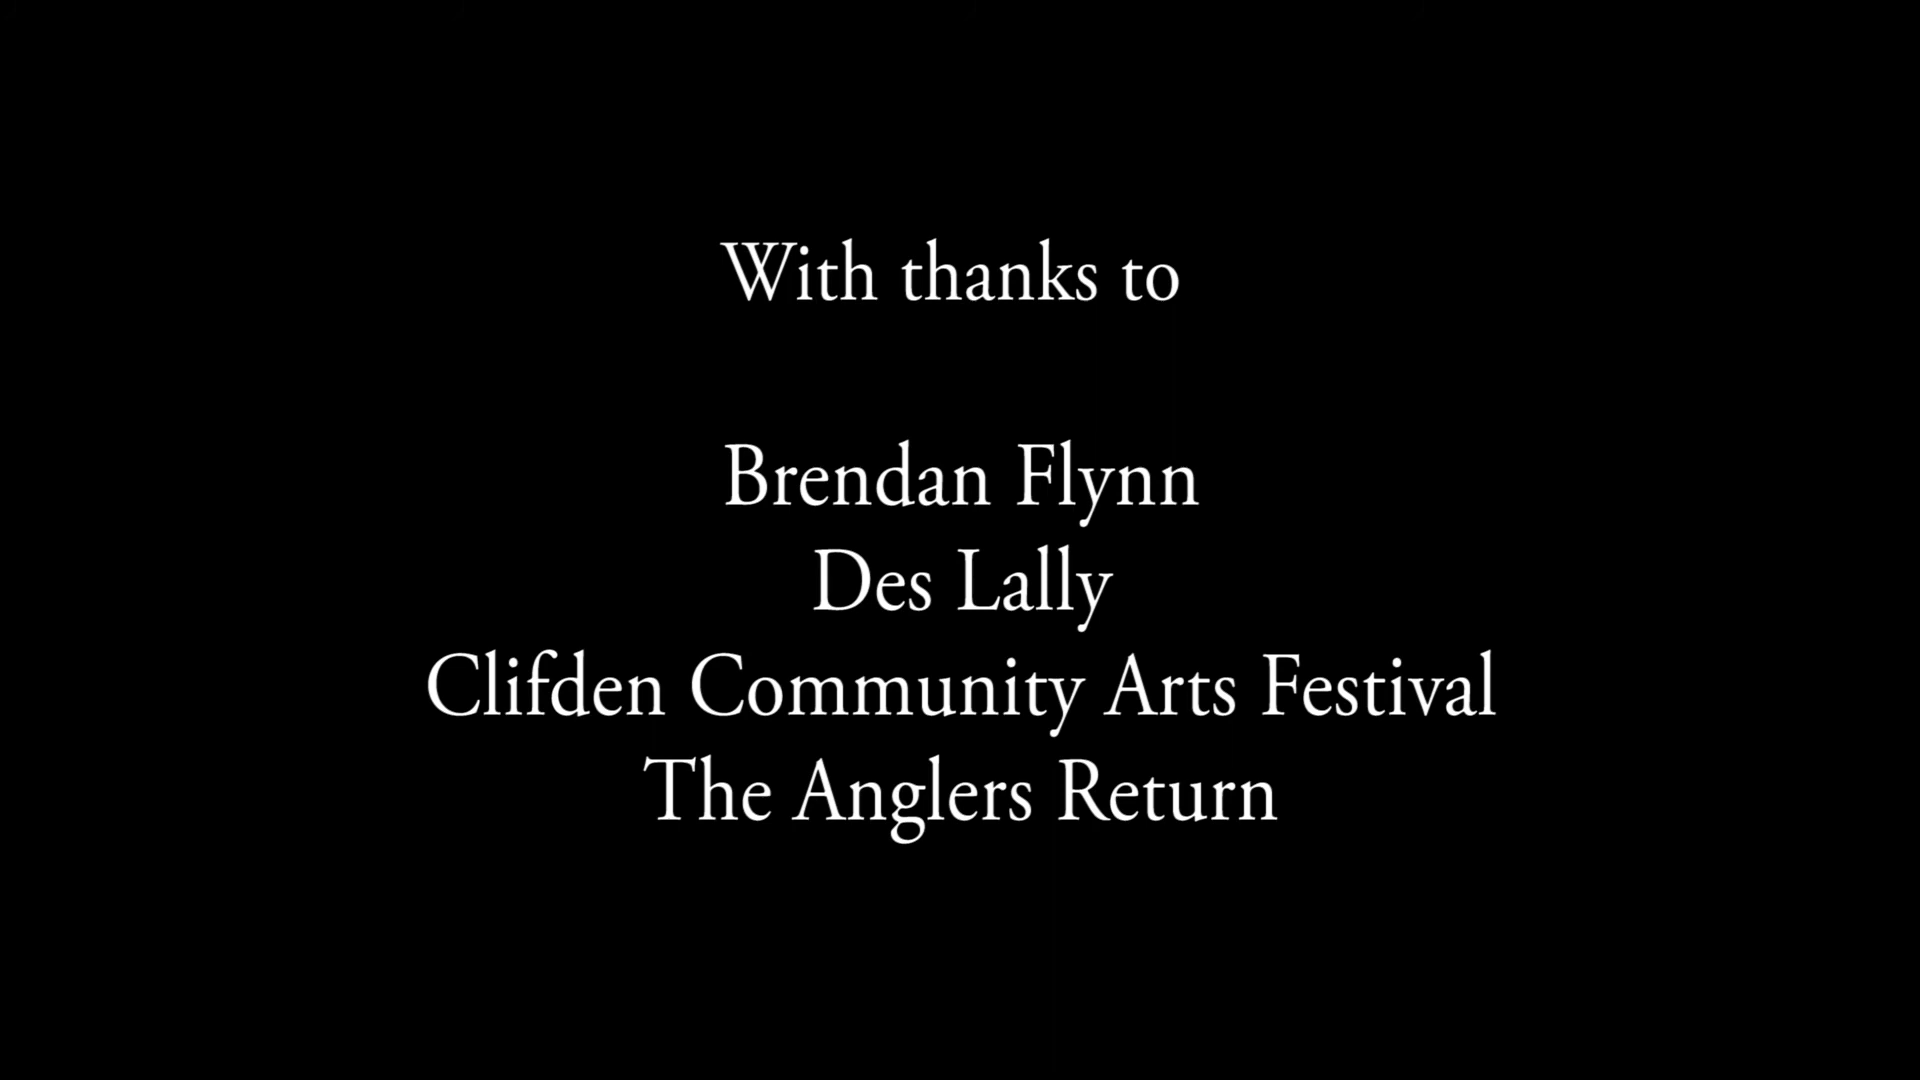 With thanks to
Brendan Flynn
Des Lally
Clifden Community Arts Festival
The Anglers Return